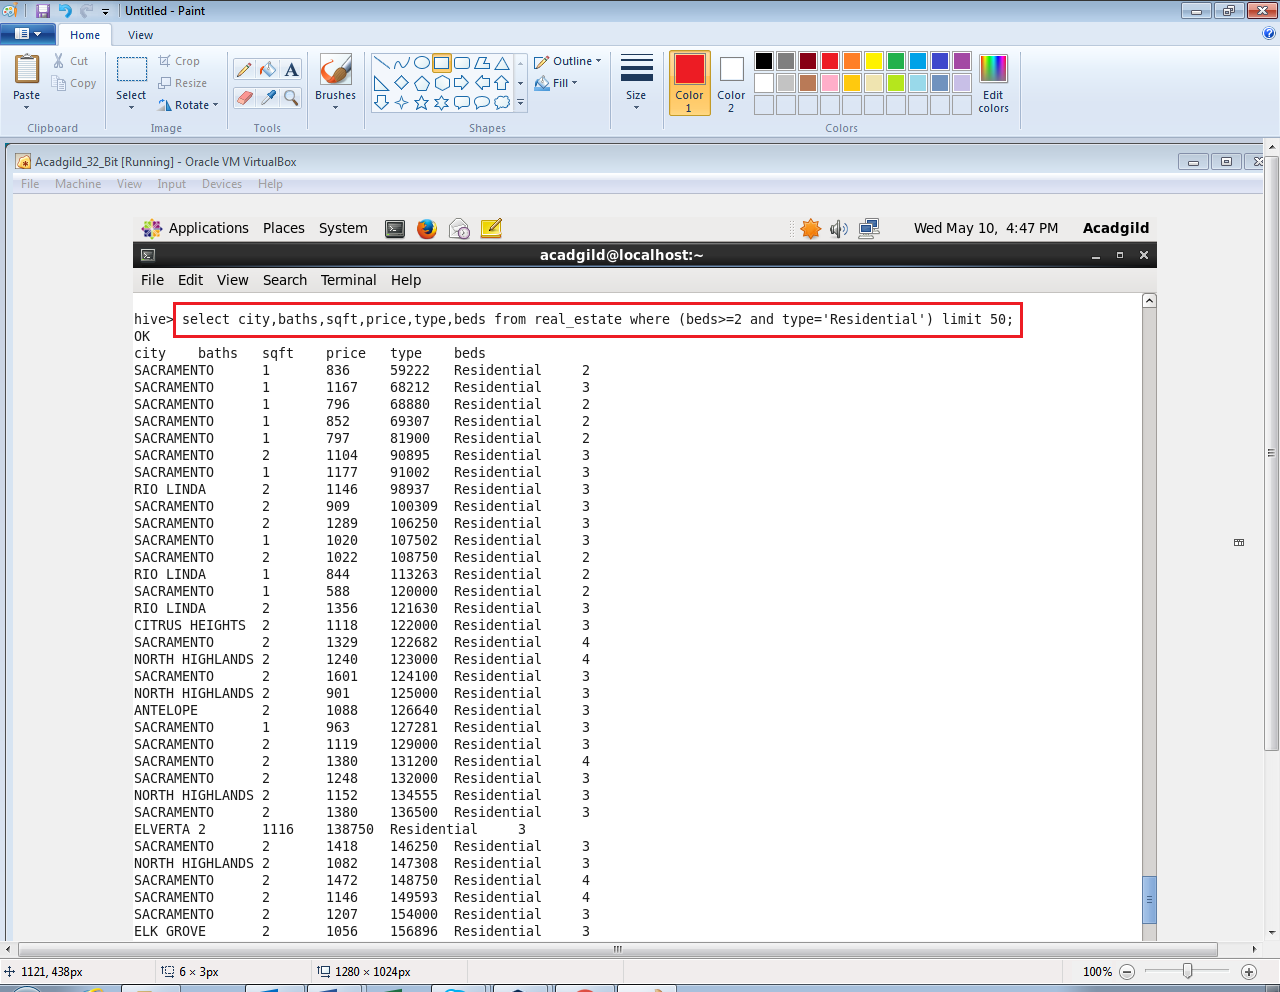 Untitled - Paint
Home View
Paste Cut Copy Clipboard
Select Crop Resize Rotate Image
A
Tools
Brushes
Outline Fill Shapes
Size
Color 1 Color 2 Edit colors Colors
Acadgild_32_Bit [Running] - Oracle VM VirtualBox
File Machine View Input Devices Help
Applications Places System Wed May 10, 4:47 PM Acadgild
acadgild@localhost:~
File Edit View Search Terminal Help
hive> select city,baths,sqft,price,type,beds from real_estate where (beds>=2 and type='Residential') limit 50;
OK
city baths sqft price type beds
SACRAMENTO 1 836 59222 Residential 2
SACRAMENTO 1 1167 68212 Residential 3
SACRAMENTO 1 796 68880 Residential 2
SACRAMENTO 1 852 69307 Residential 2
SACRAMENTO 1 797 81900 Residential 2
SACRAMENTO 2 1104 90895 Residential 3
SACRAMENTO 1 1177 91002 Residential 3
RIO LINDA 2 1146 98937 Residential 3
SACRAMENTO 2 909 100309 Residential 3
SACRAMENTO 2 1289 106250 Residential 3
SACRAMENTO 1 1020 107502 Residential 3
SACRAMENTO 2 1022 108750 Residential 2
RIO LINDA 1 844 113263 Residential 2
SACRAMENTO 1 588 120000 Residential 2
RIO LINDA 2 1356 121630 Residential 3
CITRUS HEIGHTS 2 1118 122000 Residential 3
SACRAMENTO 2 1329 122682 Residential 4
NORTH HIGHLANDS 2 1240 123000 Residential 4
SACRAMENTO 2 1601 124100 Residential 3
NORTH HIGHLANDS 2 901 125000 Residential 3
ANTELOPE 2 1088 126640 Residential 3
SACRAMENTO 1 963 127281 Residential 3
SACRAMENTO 2 1119 129000 Residential 3
SACRAMENTO 2 1380 131200 Residential 4
SACRAMENTO 2 1248 132000 Residential 3
NORTH HIGHLANDS 2 1152 134555 Residential 3
SACRAMENTO 2 1380 136500 Residential 3
ELVERTA 2 1116 138750 Residential 3
SACRAMENTO 2 1418 146250 Residential 3
NORTH HIGHLANDS 2 1082 147308 Residential 3
SACRAMENTO 2 1472 148750 Residential 4
SACRAMENTO 2 1146 149593 Residential 4
SACRAMENTO 2 1207 154000 Residential 3
ELK GROVE 2 1056 156896 Residential 3
1121, 438px 6 × 3px 1280 × 1024px 100%